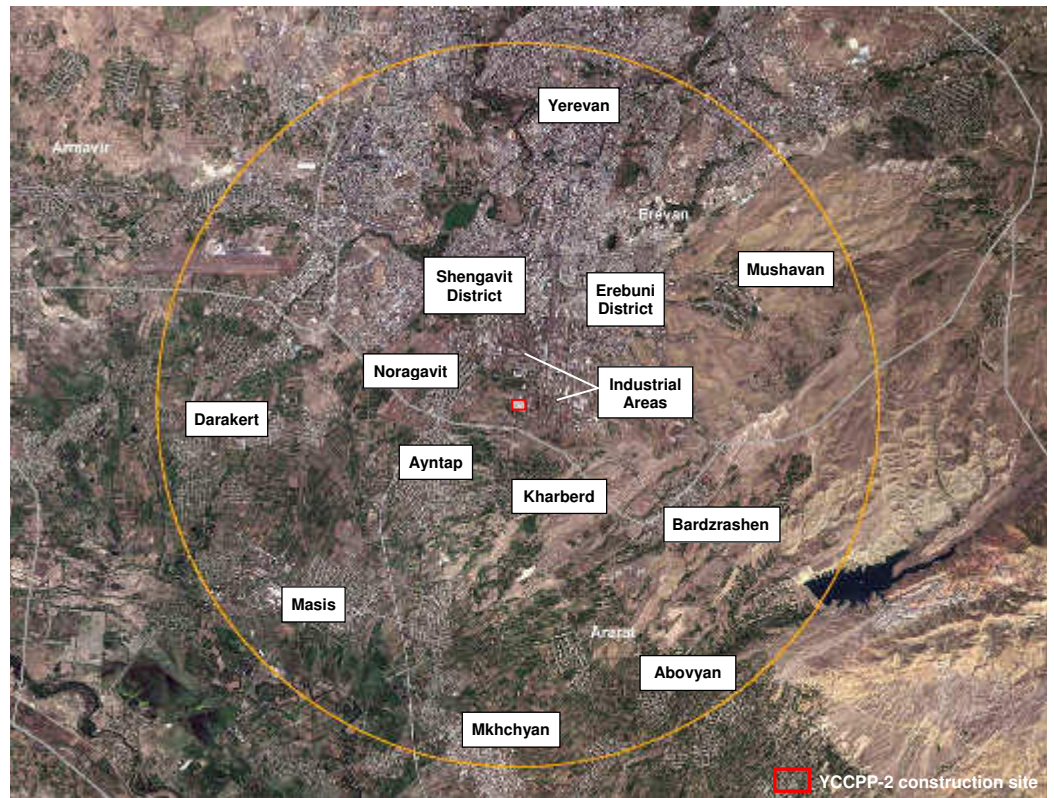 Yerevan
Armavir
Erevan
Mushavan
Shengavit
District
Erebuni
District
Noragavit
Industrial
Areas
Darakert
Ayntap
Kharberd
Bardzrashen
Masis
Ararat
Abovyan
Mkhchyan
YCCPP-2 construction site